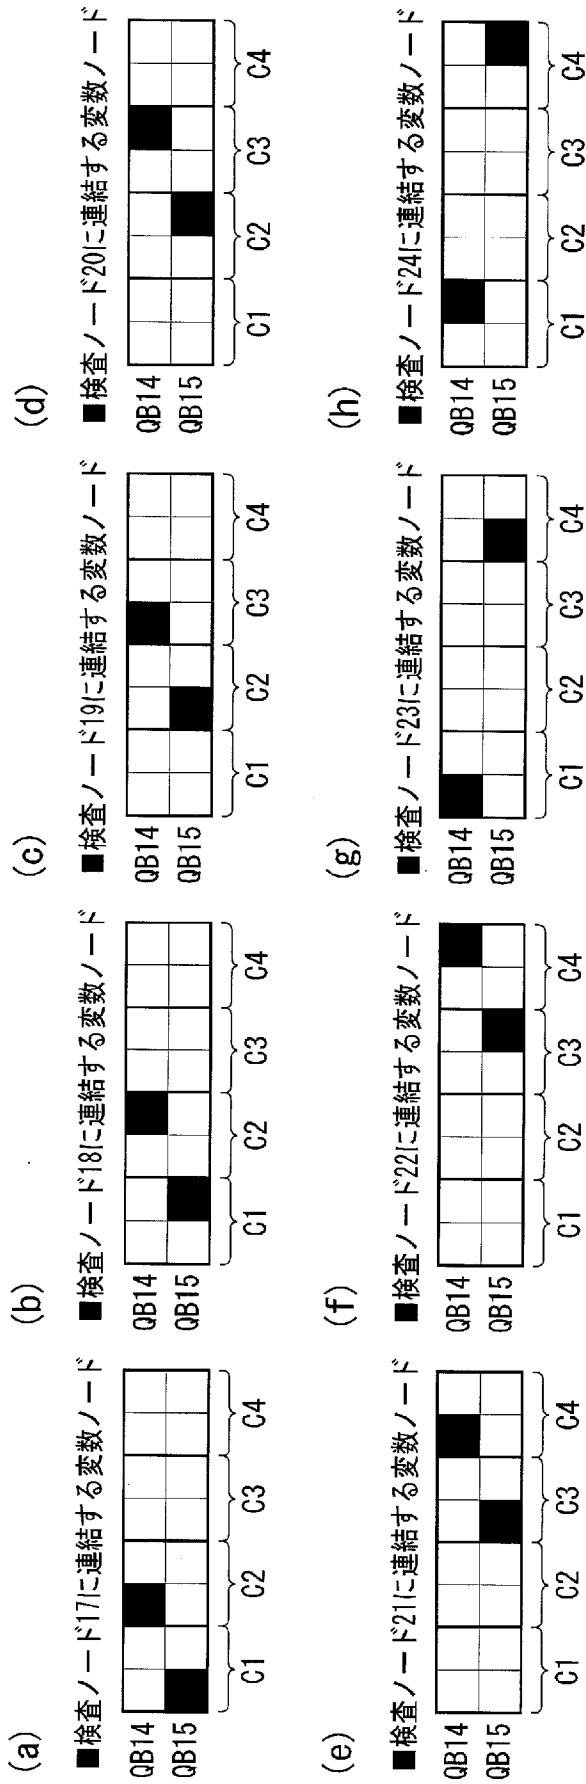 (a)
■検査ノード17に連結する変数ノード
QB14
QB15
C1 C2 C3 C4
(b)
■検査ノード18に連結する変数ノード
QB14
QB15
C1 C2 C3 C4
(c)
■検査ノード19に連結する変数ノード
QB14
QB15
C1 C2 C3 C4
(d)
■検査ノード20に連結する変数ノード
QB14
QB15
C1 C2 C3 C4
(e)
■検査ノード21に連結する変数ノード
QB14
QB15
C1 C2 C3 C4
(f)
■検査ノード22に連結する変数ノード
QB14
QB15
C1 C2 C3 C4
(g)
■検査ノード23に連結する変数ノード
QB14
QB15
C1 C2 C3 C4
(h)
■検査ノード24に連結する変数ノード
QB14
QB15
C1 C2 C3 C4